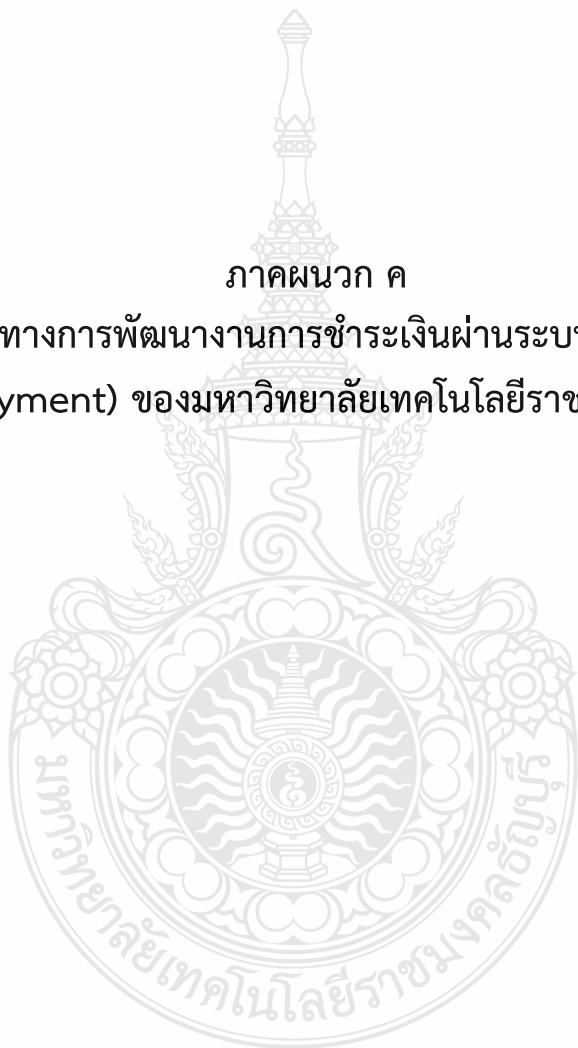 ภาคผนวก ค
ทางการพัฒนางานการชำระเงินผ่านระบ
yment) ของมหาวิทยาลัยเทคโนโลยีราช
มหาวิทยาลัยเทคโนโลยีราชมงคลธัญบุรี